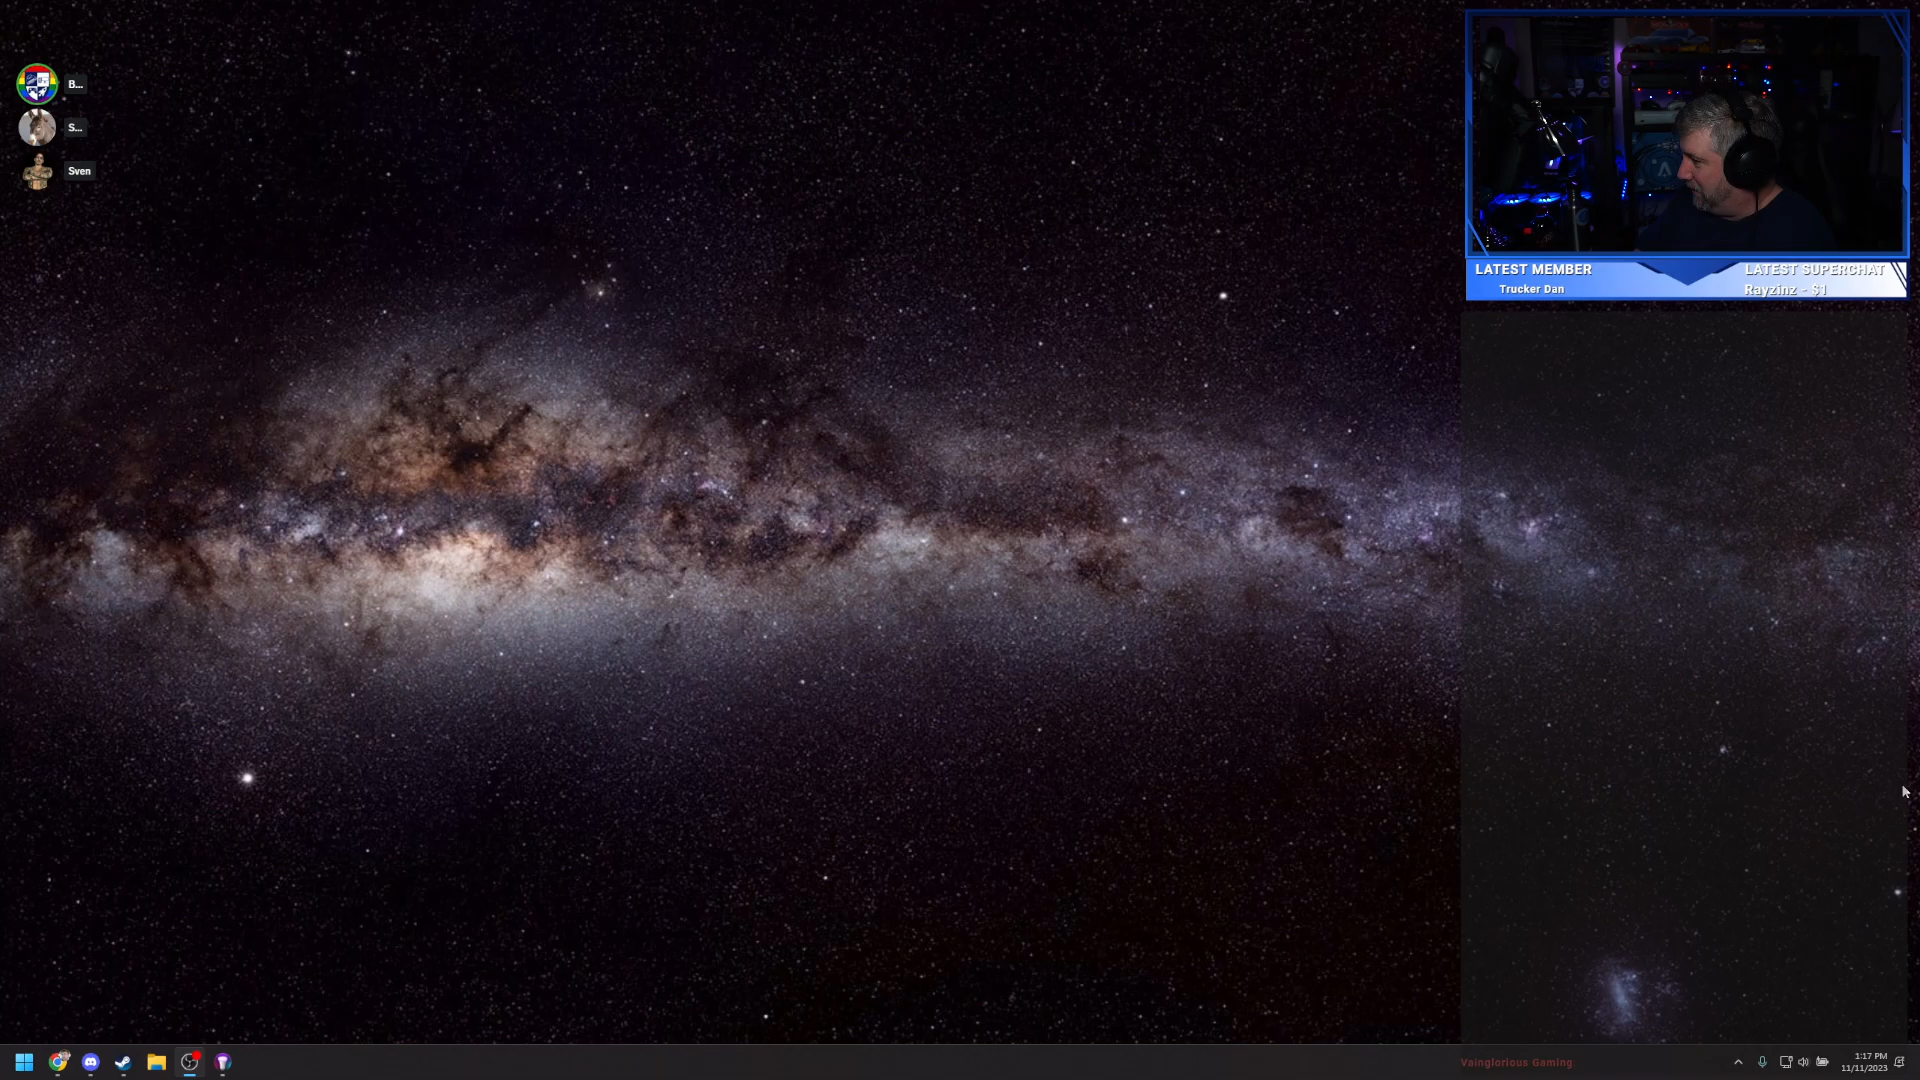 B...
S...
Sven
LATEST MEMBER
Trucker Dan
LATEST SUPERCHAT
Rayzinz - $1
Vainglorious Gaming
1:17 PM
11/11/2023